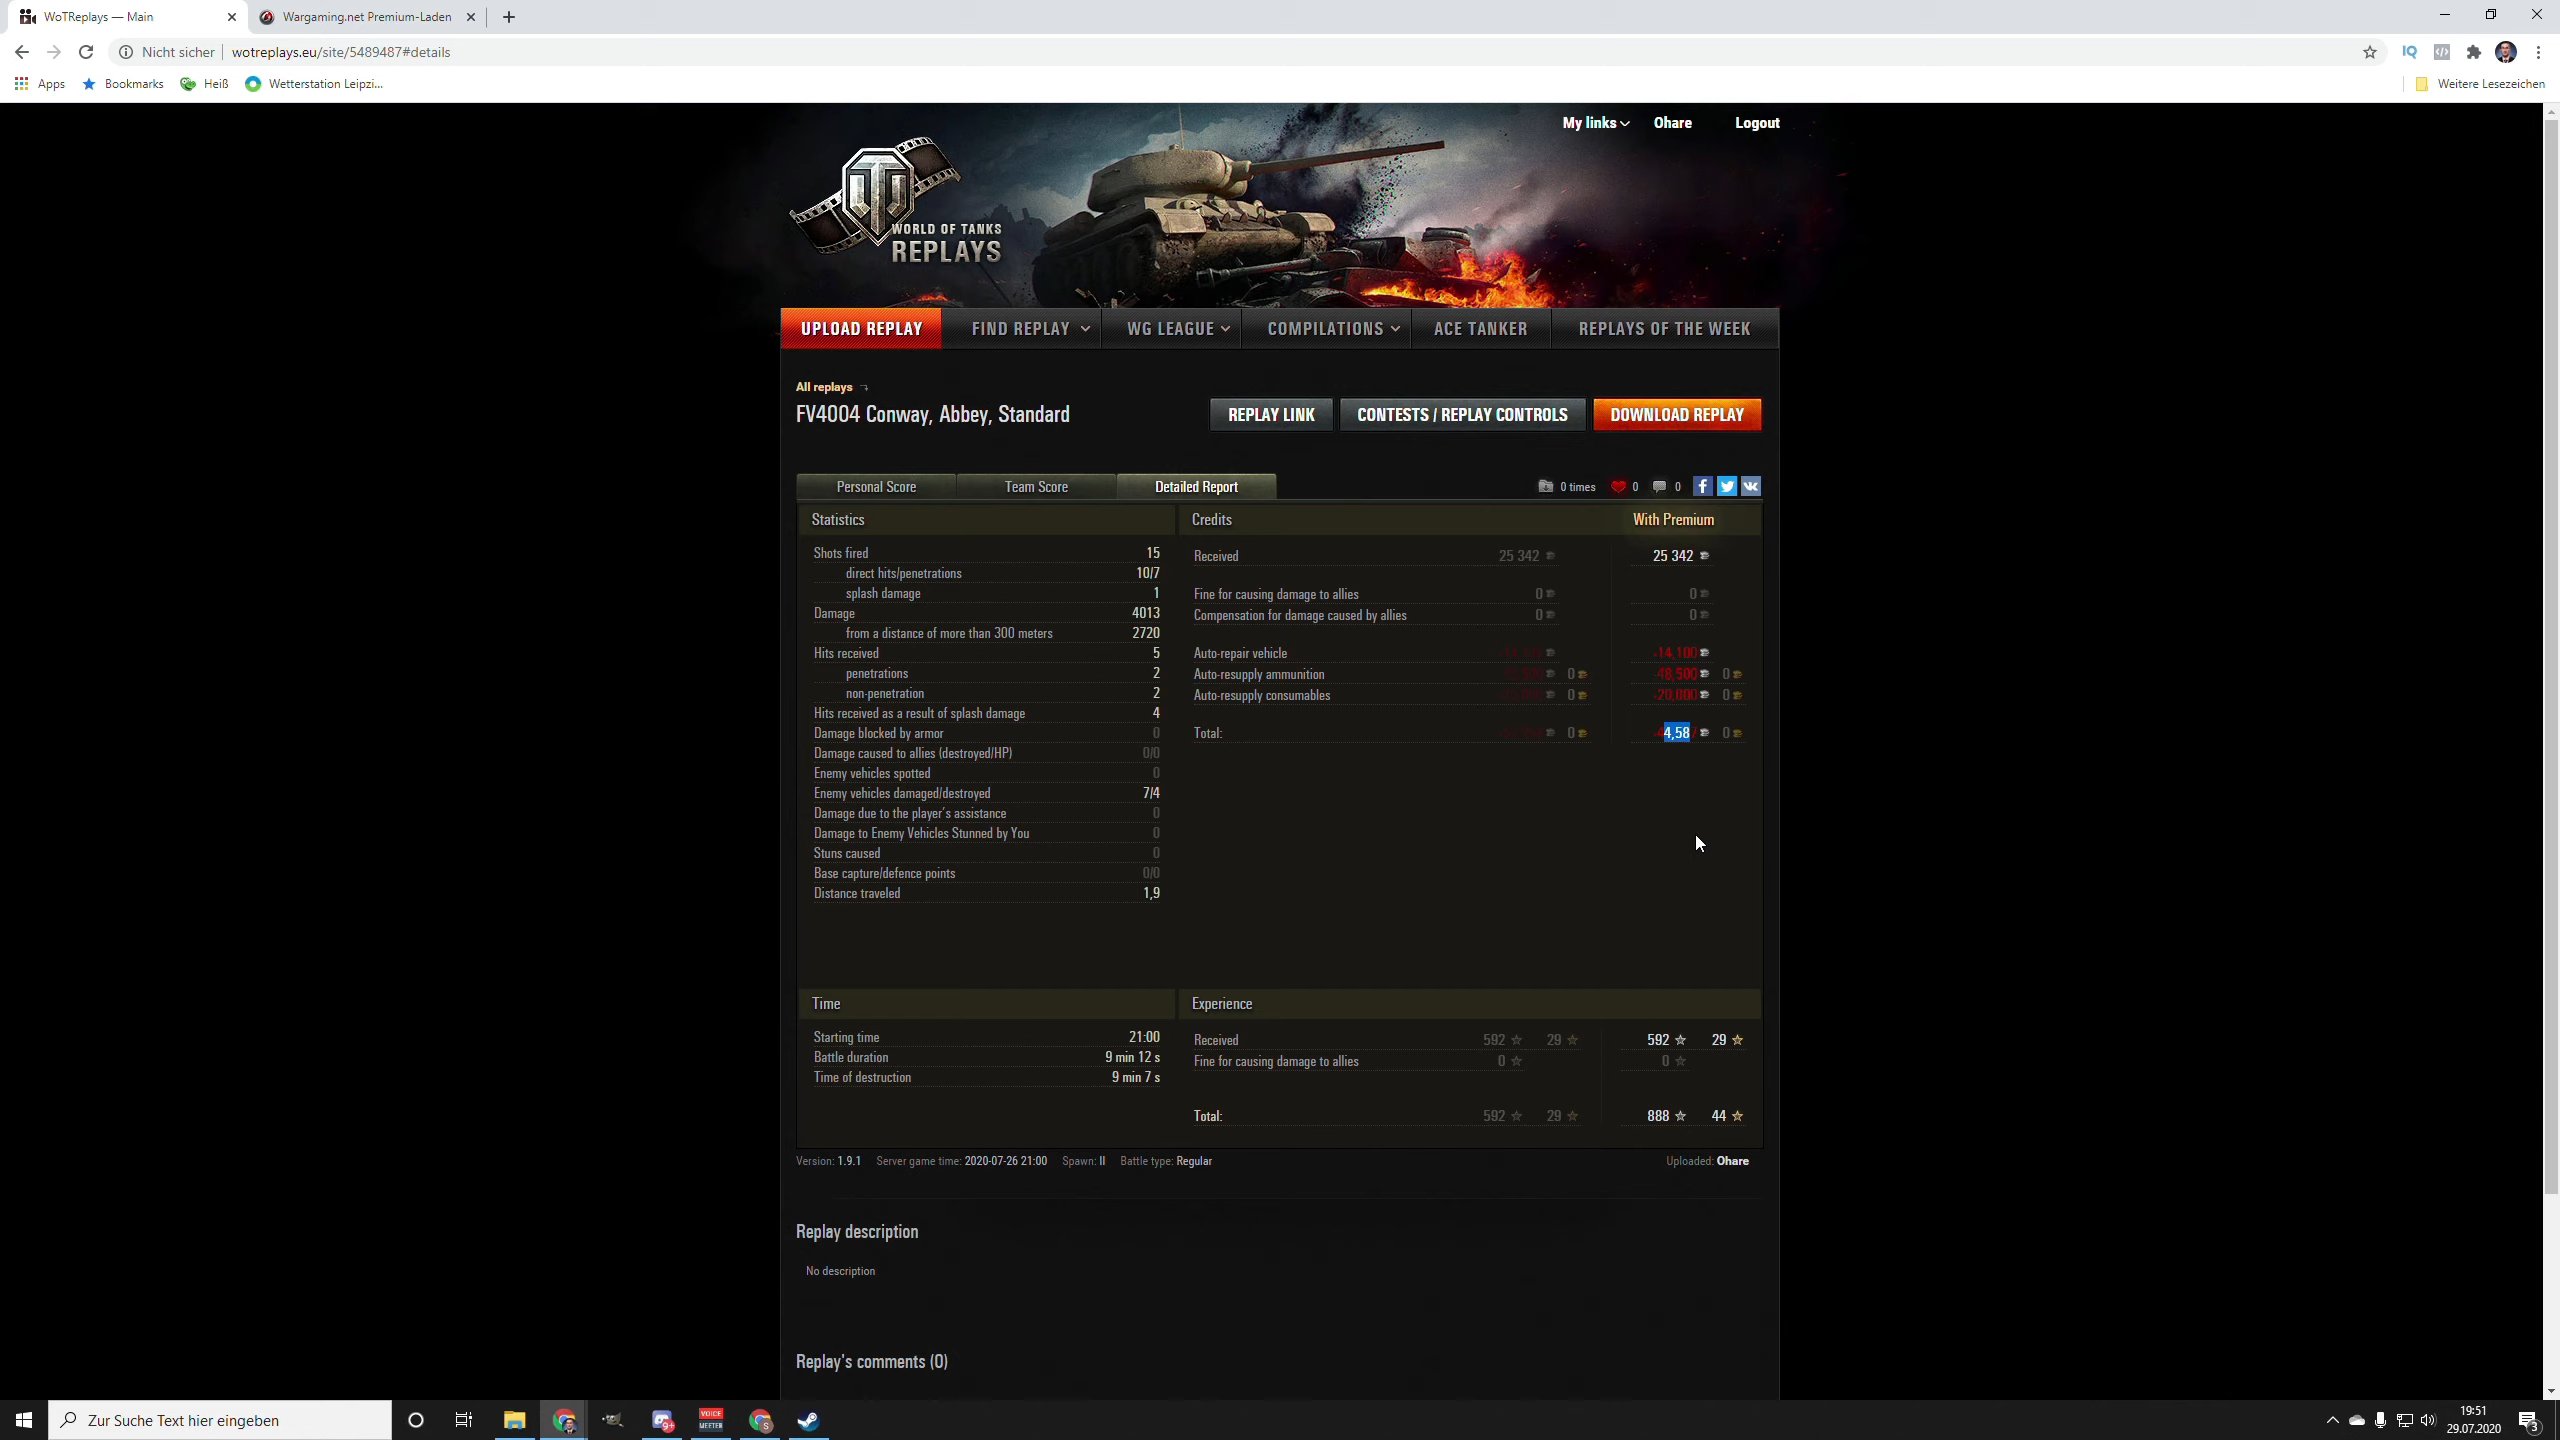 WoTReplays — Main
Wargaming.net Premium-Laden
Nicht sicher
wotreplays.eu/site/5489487#details
Apps
Bookmarks
Heiß
Wetterstation Leipzi...
Weitere Lesezeichen
My links
Ohare
Logout
WORLD OF TANKS
REPLAYS
UPLOAD REPLAY
FIND REPLAY
WG LEAGUE
COMPILATIONS
ACE TANKER
REPLAYS OF THE WEEK
All replays
FV4004 Conway, Abbey, Standard
REPLAY LINK
CONTESTS / REPLAY CONTROLS
DOWNLOAD REPLAY
Personal Score
Team Score
Detailed Report
0 times
0
0
Statistics
Shots fired 15
direct hits/penetrations 10/7
splash damage 1
Damage 4013
from a distance of more than 300 meters 2720
Hits received 5
penetrations 2
non-penetration 2
Hits received as a result of splash damage 4
Damage blocked by armor 0
Damage caused to allies (destroyed/HP) 0/0
Enemy vehicles spotted 0
Enemy vehicles damaged/destroyed 7/4
Damage due to the player's assistance 0
Damage to Enemy Vehicles Stunned by You 0
Stuns caused 0
Base capture/defence points 0/0
Distance traveled 1,9
Credits With Premium
Received 25 342 25 342
Fine for causing damage to allies 0 0
Compensation for damage caused by allies 0 0
Auto-repair vehicle -14,100
Auto-resupply ammunition 0 0
Auto-resupply consumables 0 -20,000 0
Total: 0 0
Time
Starting time 21:00
Battle duration 9 min 12 s
Time of destruction 9 min 7 s
Experience
Received 592 29 592 29
Fine for causing damage to allies 0 0
Total: 592 29 888 44
Version: 1.9.1 Server game time: 2020-07-26 21:00 Spawn: II Battle type: Regular
Uploaded: Ohare
Replay description
No description
Replay's comments (0)
Zur Suche Text hier eingeben
9+
VOICE
MEETER
S
19:51
29.07.2020
3